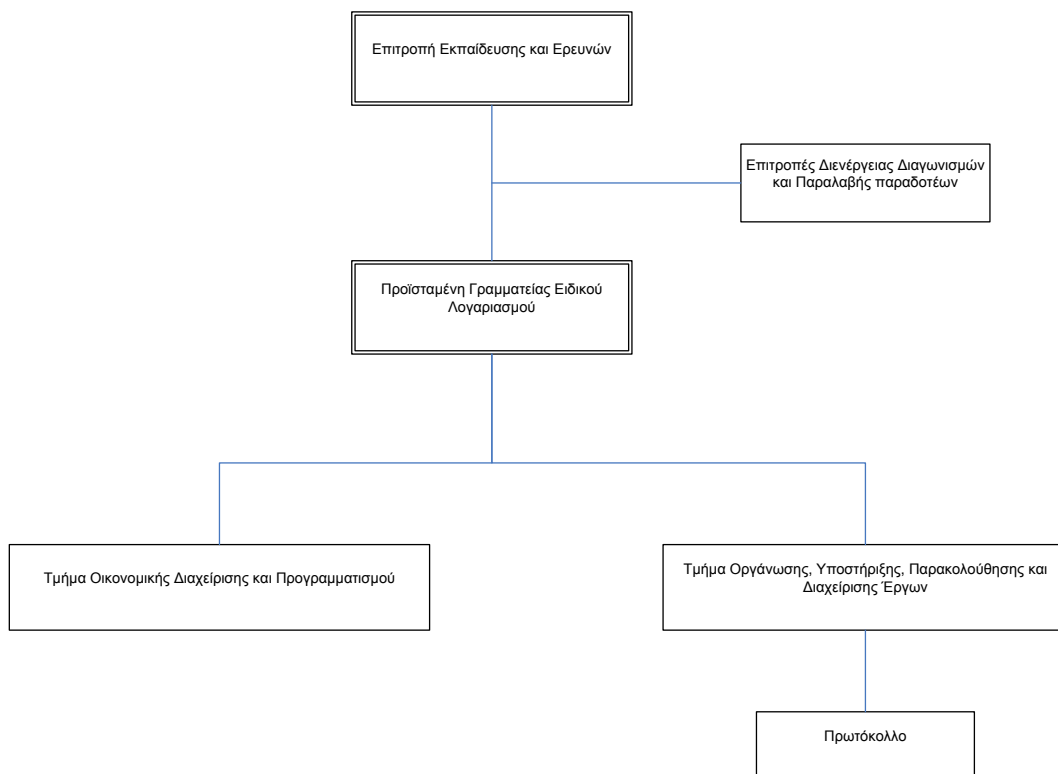 Επιτροπή Εκπαίδευσης και Ερευνών
Επιτροπές Διενέργειας Διαγωνισμών
και Παραλαβής παραδοτέων
Προϊσταμένη Γραμματείας Ειδικού
Λογαριασμού
Τμήμα Οικονομικής Διαχείρισης και Προγραμματισμού
Τμήμα Οργάνωσης, Υποστήριξης, Παρακολούθησης και
Διαχείρισης Έργων
Πρωτόκολλο